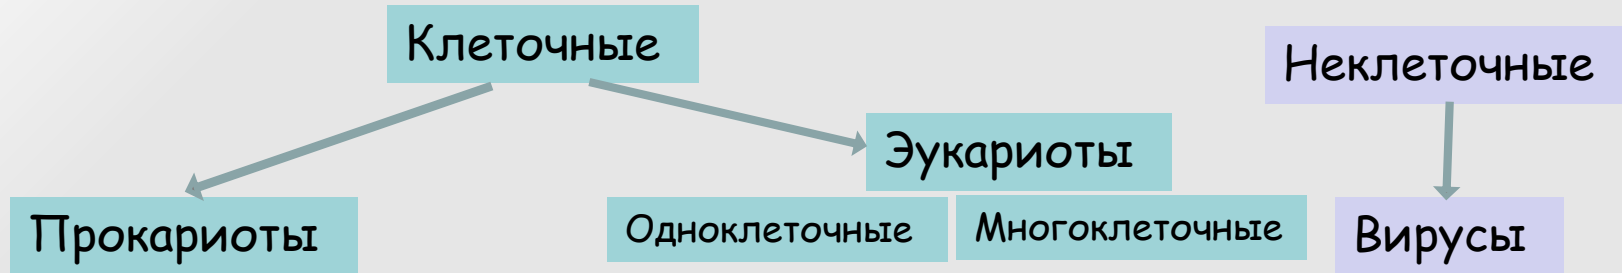 Клеточные
Неклеточные
Эукариоты
Прокариоты
Одноклеточные
Многоклеточные
Вирусы